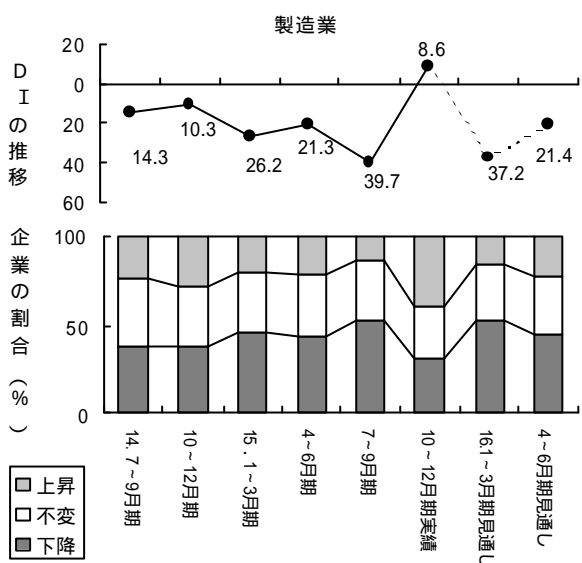 製造業
DIの推移
20
0
20
40
60
14.3
10.3
26.2
21.3
39.7
8.6
37.2
21.4
企業の割合(%)
100
50
0
14.7~9月期
10~12月期
15.1~3月期
4~6月期
7~9月期
10~12月期実績
16.1~3月期見通し
4~6月期見通し
上昇
不変
下降